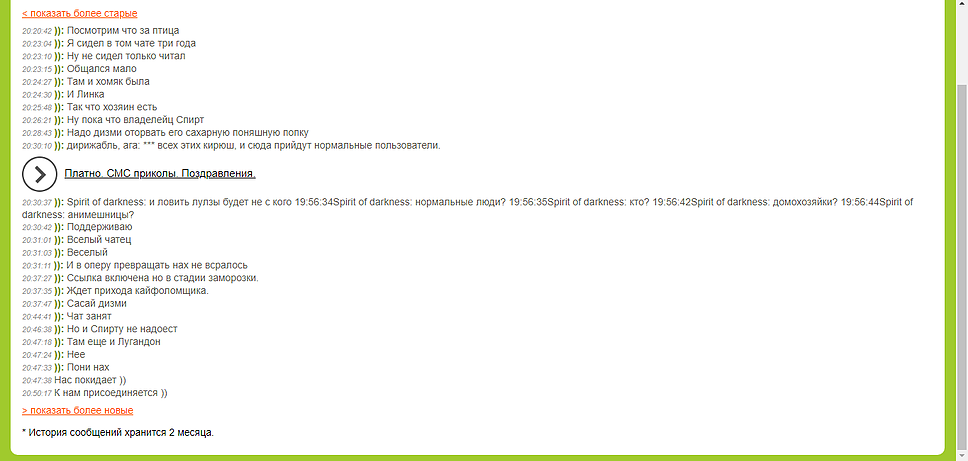 < показать более старые
20:20:42 )): Посмотрим что за птица
20:23:04 )): Я сидел в том чате три года
20:23:10 )): Ну не сидел только читал
20:23:15 )): Общался мало
20:24:27 )): Там и хомяк была
20:24:30 )): И Линка
20:25:48 )): Так что хозяин есть
20:26:21 )): Ну пока что владелейц Спирт
20:28:43 )): Надо дизми оторвать его сахарную поняшную попку
20:30:10 )): дирижабль, ага: *** всех этих кирюш, и сюда прийдут нормальные пользователи.
Платно. СМС приколы. Поздравления.
20:30:37 )): Spirit of darkness: и ловить лулзы будет не с кого 19:56:34Spirit of darkness: нормальные люди? 19:56:35Spirit of darkness: кто? 19:56:42Spirit of darkness: домохозяйки? 19:56:44Spirit of
darkness: анимешницы?
20:30:42 )): Поддерживаю
20:31:01 )): Вселый чатец
20:31:03 )): Веселый
20:31:11 )): И в оперу превращать нах не всралось
20:37:27 )): Ссылка включена но в стадии заморозки.
20:37:35 )): Ждет прихода кайфоломщика.
20:37:47 )): Сасай дизми
20:44:41 )): Чат занят
20:46:38 )): Но и Спирту не надоест
20:47:18 )): Там еще и Лугандон
20:47:24 )): Нее
20:47:33 )): Пони нах
20:47:38 Нас покидает ))
20:50:17 К нам присоединяется ))
> показать более новые
* История сообщений хранится 2 месяца.